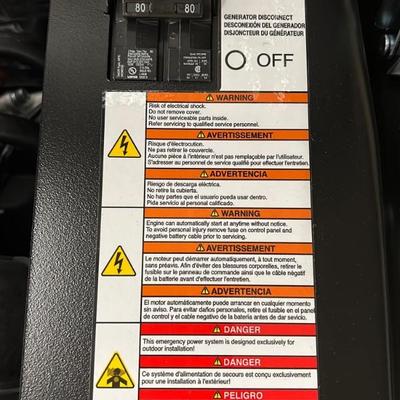 80 80
GENERATOR DISCONNECT
DESCONEXIÓN DEL GENERADOR
DISJONCTEUR DU GÉNÉRATEUR
OFF
WARNING
Risk of electrical shock.
Do not remove cover.
No user serviceable parts inside.
Refer servicing to qualified service personnel.
AVERTISSEMENT
Risque d'électrocution.
Ne pas retirer le couvercle.
Aucune pièce à l'intérieur n'est pas remplaçable par l'utilisateur.
S'adresser au personnel de service qualifié pour effectuer l'entretien.
ADVERTENCIA
Riesgo de descarga eléctrica.
No retire la cubierta.
No hay partes que el usuario pueda usar dentro.
Pida servicio al personal calificado.
WARNING
Engine can automatically start at anytime without notice.
To avoid personal injury remove fuse on control panel and
negative battery cable prior to servicing.
AVERTISSEMENT
Le moteur peut démarrer automatiquement, à tout moment,
sans préavis. Afin d'éviter des blessures corporelles, retirer le
fusible sur le panneau de commande ainsi que le câble négatif
de la batterie avant d'effectuer l'entretien.
ADVERTENCIA
El motor automáticamente puede arrancar en cualquier momento
sin aviso. Para evitar daños personales, retire el fusible en el panel
de control y el cable negativo de la batería antes de dar servicio.
DANGER
This emergency power system is designed exclusively for
outdoor installation!
DANGER
Ce système d'alimentation de secours est conçu exclusivement
pour une installation à l'extérieur!
PELIGRO